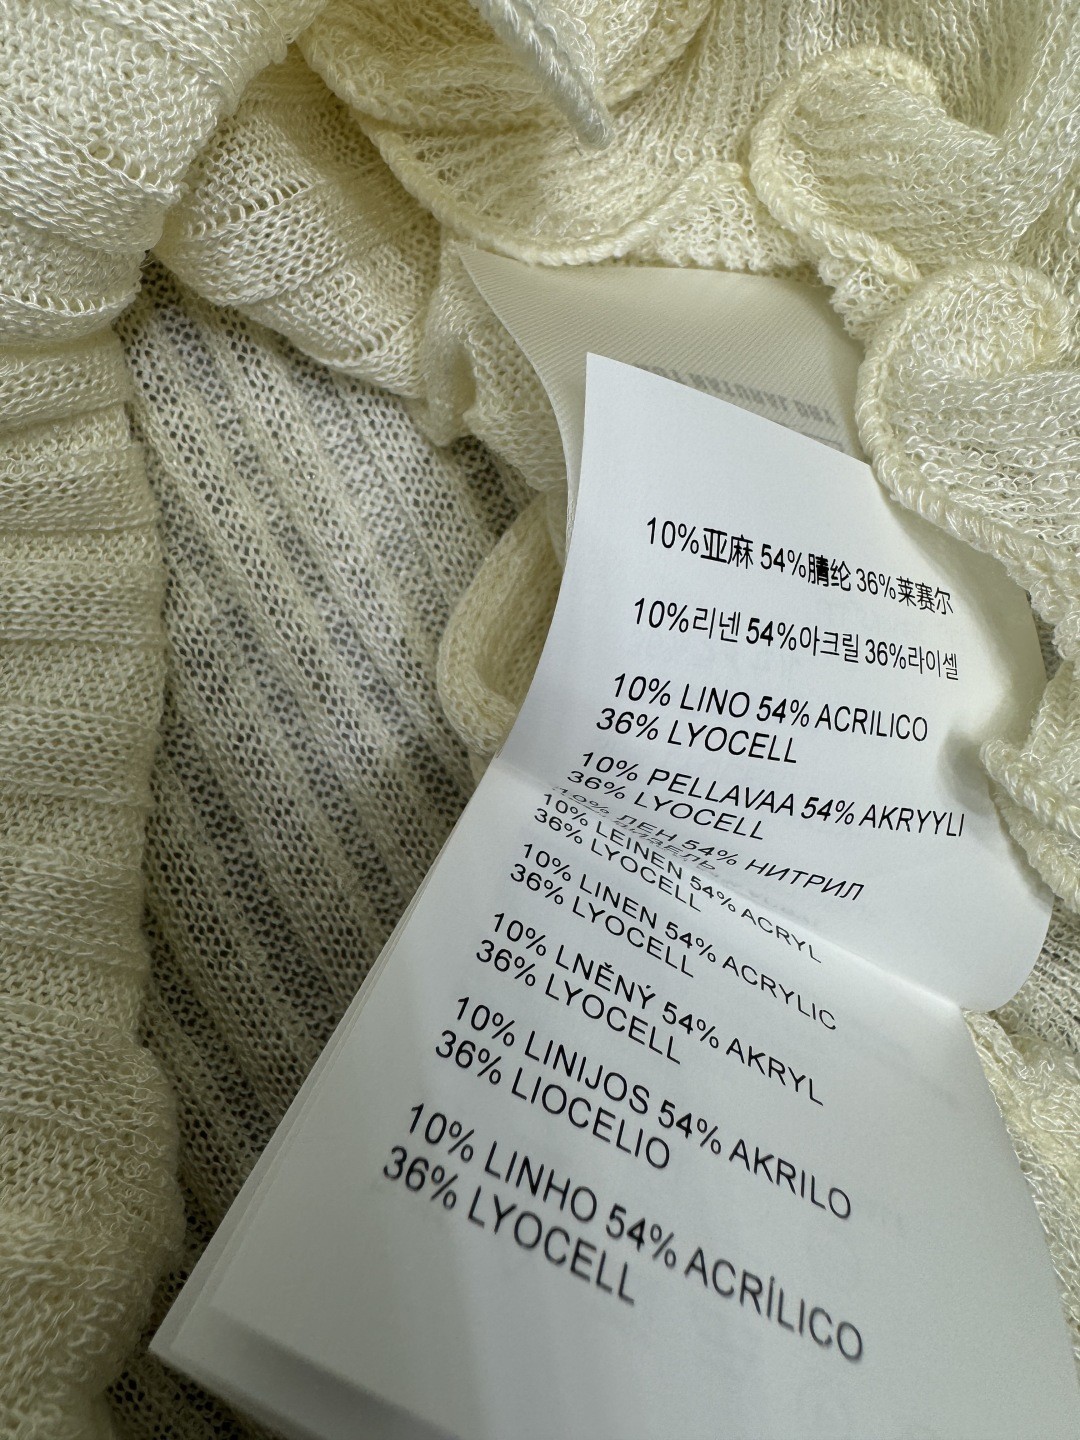 10%亚麻 54%腈纶 36%莱赛尔
10%리넨 54%아크릴 36%라이셀
10% LINO 54% ACRILICO
36% LYOCELL
10% PELLAVAA 54% AKRYYLI
36% LYOCELL
10% ЛЕН 54% НИТРИЛ
10% LEINEN 54% ACRYL
36% LYOCELL
10% LINEN 54% ACRYLIC
36% LYOCELL
10% LNĚNÝ 54% AKRYL
36% LYOCELL
10% LINIJOS 54% AKRILO
36% LIOCELIO
10% LINHO 54% ACRÍLICO
36% LYOCELL